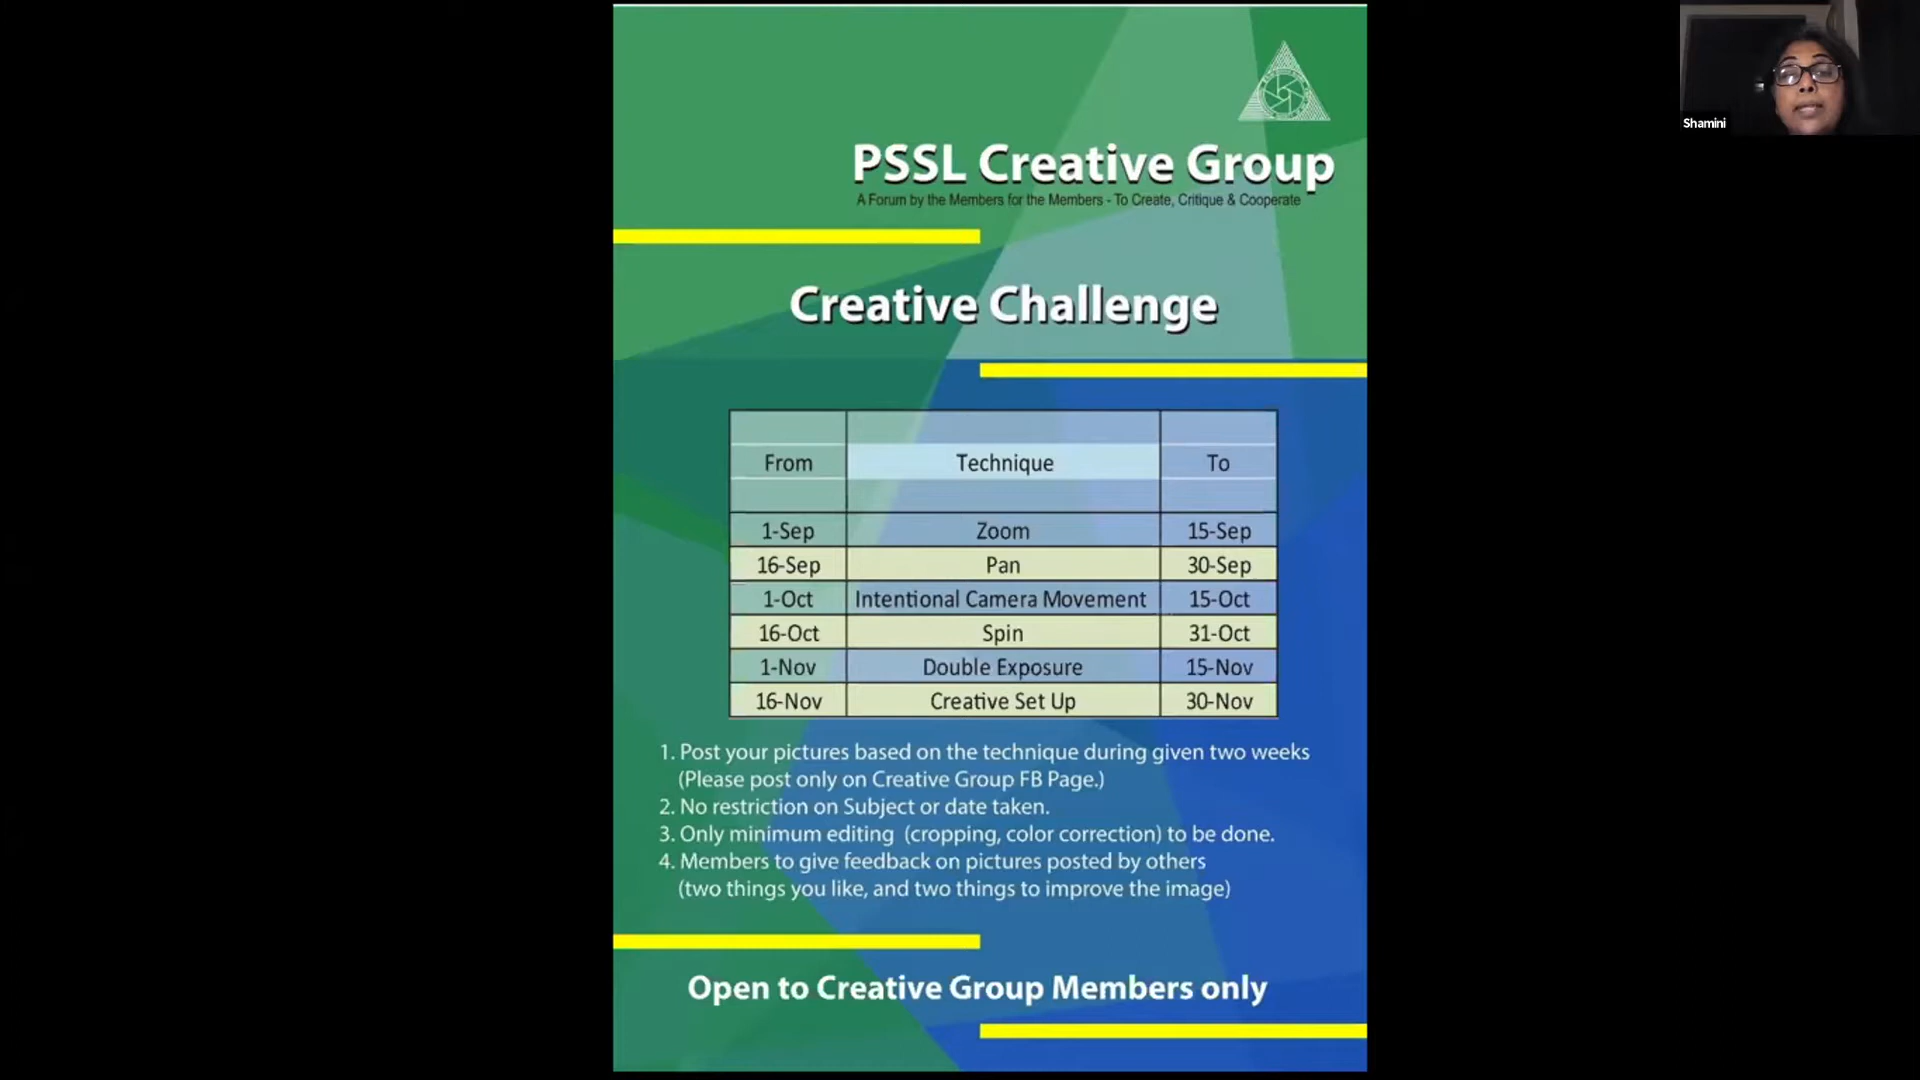 Shamini
PSSL Creative Group
A Forum by the Members for the Members - To Create, Critique & Cooperate
Creative Challenge
From Technique To
1-Sep Zoom 15-Sep
16-Sep Pan 30-Sep
1-Oct Intentional Camera Movement 15-Oct
16-Oct Spin 31-Oct
1-Nov Double Exposure 15-Nov
16-Nov Creative Set Up 30-Nov
1. Post your pictures based on the technique during given two weeks
(Please post only on Creative Group FB Page.)
2. No restriction on Subject or date taken.
3. Only minimum editing (cropping, color correction) to be done.
4. Members to give feedback on pictures posted by others
(two things you like, and two things to improve the image)
Open to Creative Group Members only